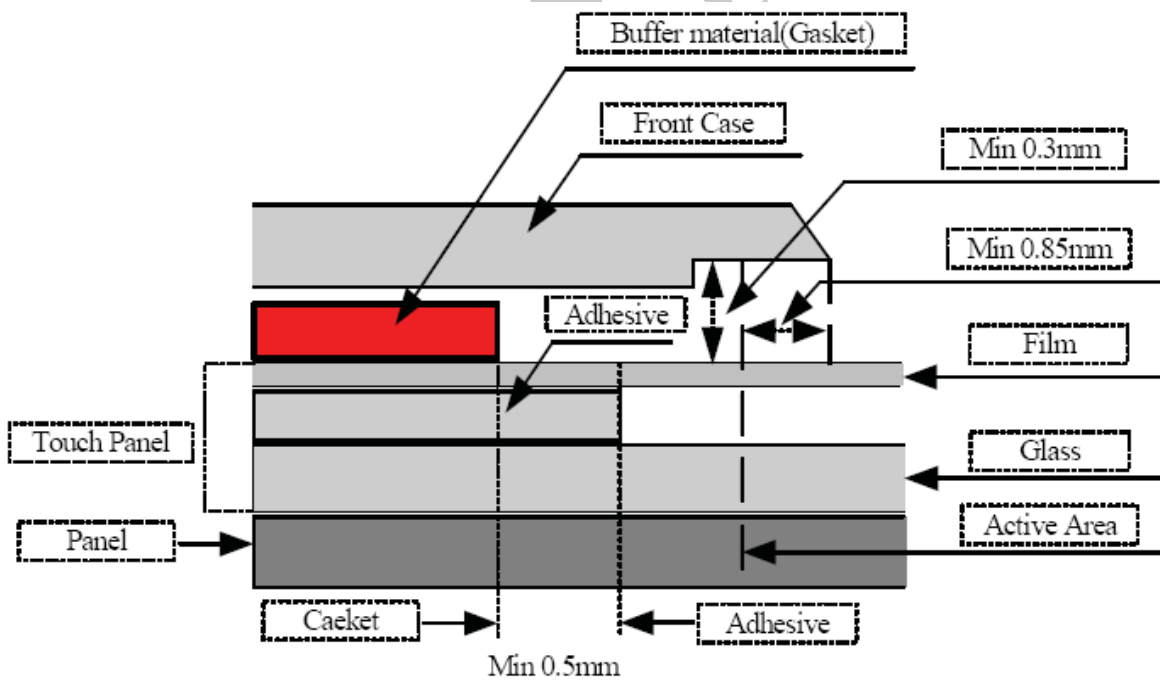 Buffer material(Gasket)
Front Case
Min 0.3mm
Min 0.85mm
Adhesive
Film
Touch Panel
Glass
Panel
Active Area
Caeket
Adhesive
Min 0.5mm